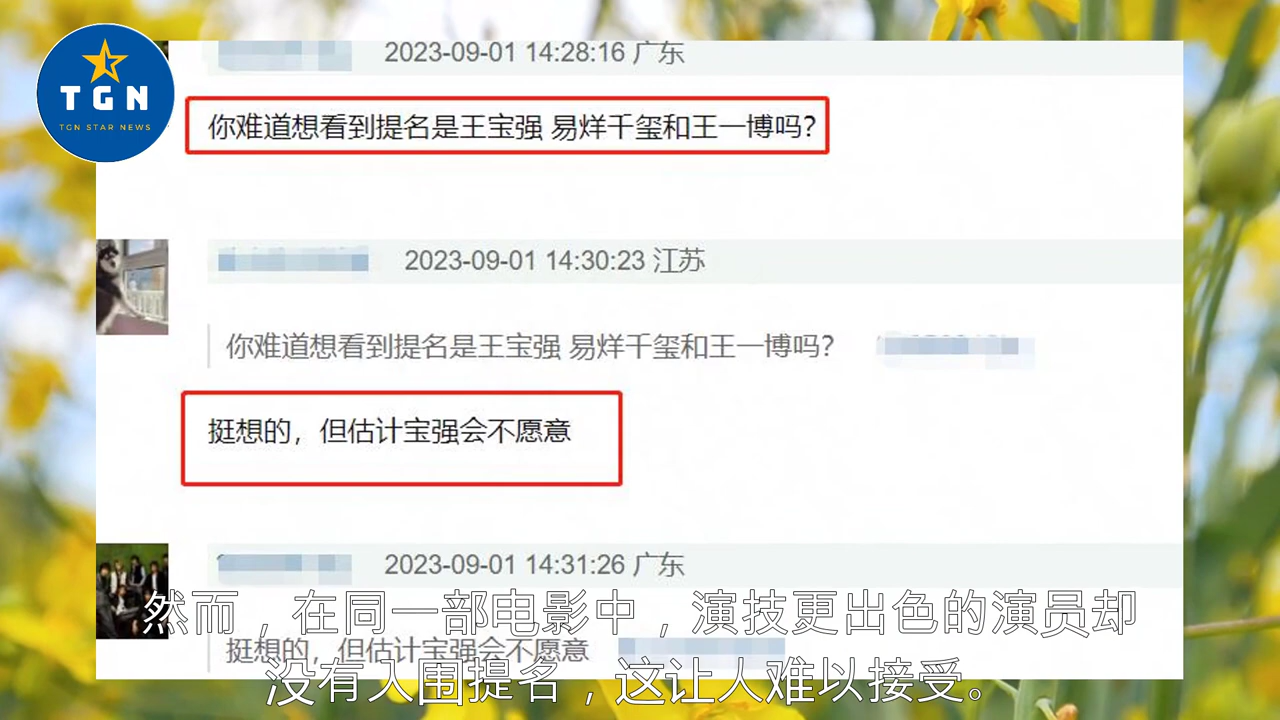 TGN
TGN STAR NEWS
2023-09-01 14:28:16 广东
你难道想看到提名是王宝强 易烊千玺和王一博吗?
2023-09-01 14:30:23 江苏
你难道想看到提名是王宝强 易烊千玺和王一博吗?
挺想的，但估计宝强会不愿意
2023-09-01 14:31:26 广东
挺想的，但估计宝强会不愿意
然而，在同一部电影中，演技更出色的演员却
没有入围提名，这让人难以接受。